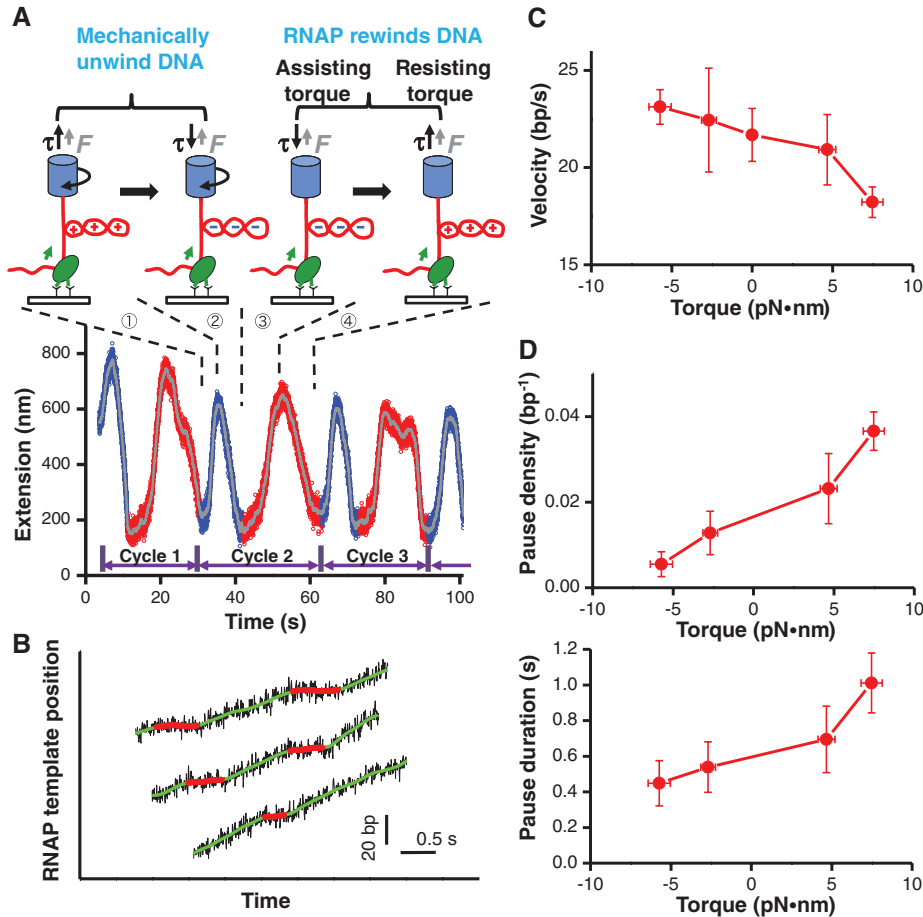 A
Mechanically
unwind DNA
RNAP rewinds DNA
Assisting
torque
Resisting
torque
τ F
τ F
τ F
τ F
+ + +
- - -
- - -
+ + +
① ② ③ ④
Extension (nm)
800
600
400
200
0
Cycle 1
Cycle 2
Cycle 3
0 20 40 60 80 100
Time (s)
B
RNAP template position
20 bp
0.5 s
Time
C
Velocity (bp/s)
25
20
15
-10 -5 0 5 10
Torque (pN•nm)
D
Pause density (bp⁻¹)
0.04
0.02
0.00
-10 -5 0 5 10
Torque (pN•nm)
Pause duration (s)
1.2
1.0
0.8
0.6
0.4
0.2
0.0
-10 -5 0 5 10
Torque (pN•nm)